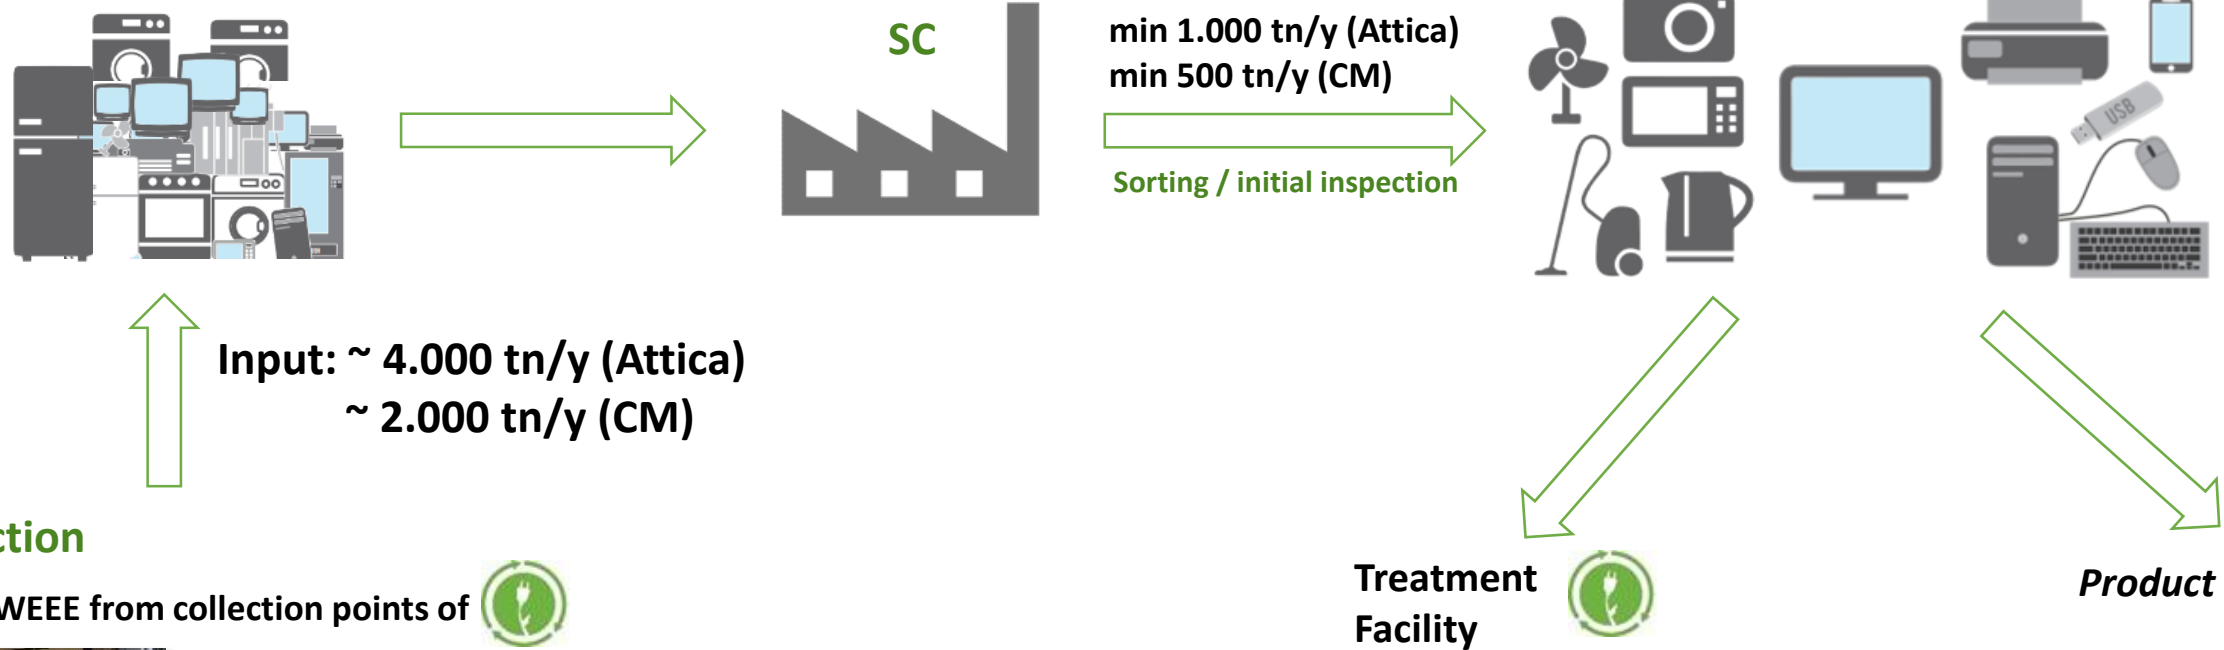 SC
min 1.000 tn/y (Attica)
min 500 tn/y (CM)
Sorting / initial inspection
USB
Input: ~ 4.000 tn/y (Attica)
~ 2.000 tn/y (CM)
ction
WEEE from collection points of
Treatment
Facility
Product